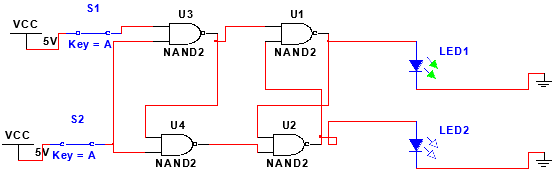 S1
VCC
5V
Key = A
U3
NAND2
U1
NAND2
LED1
S2
VCC
5V
Key = A
U4
NAND2
U2
NAND2
LED2